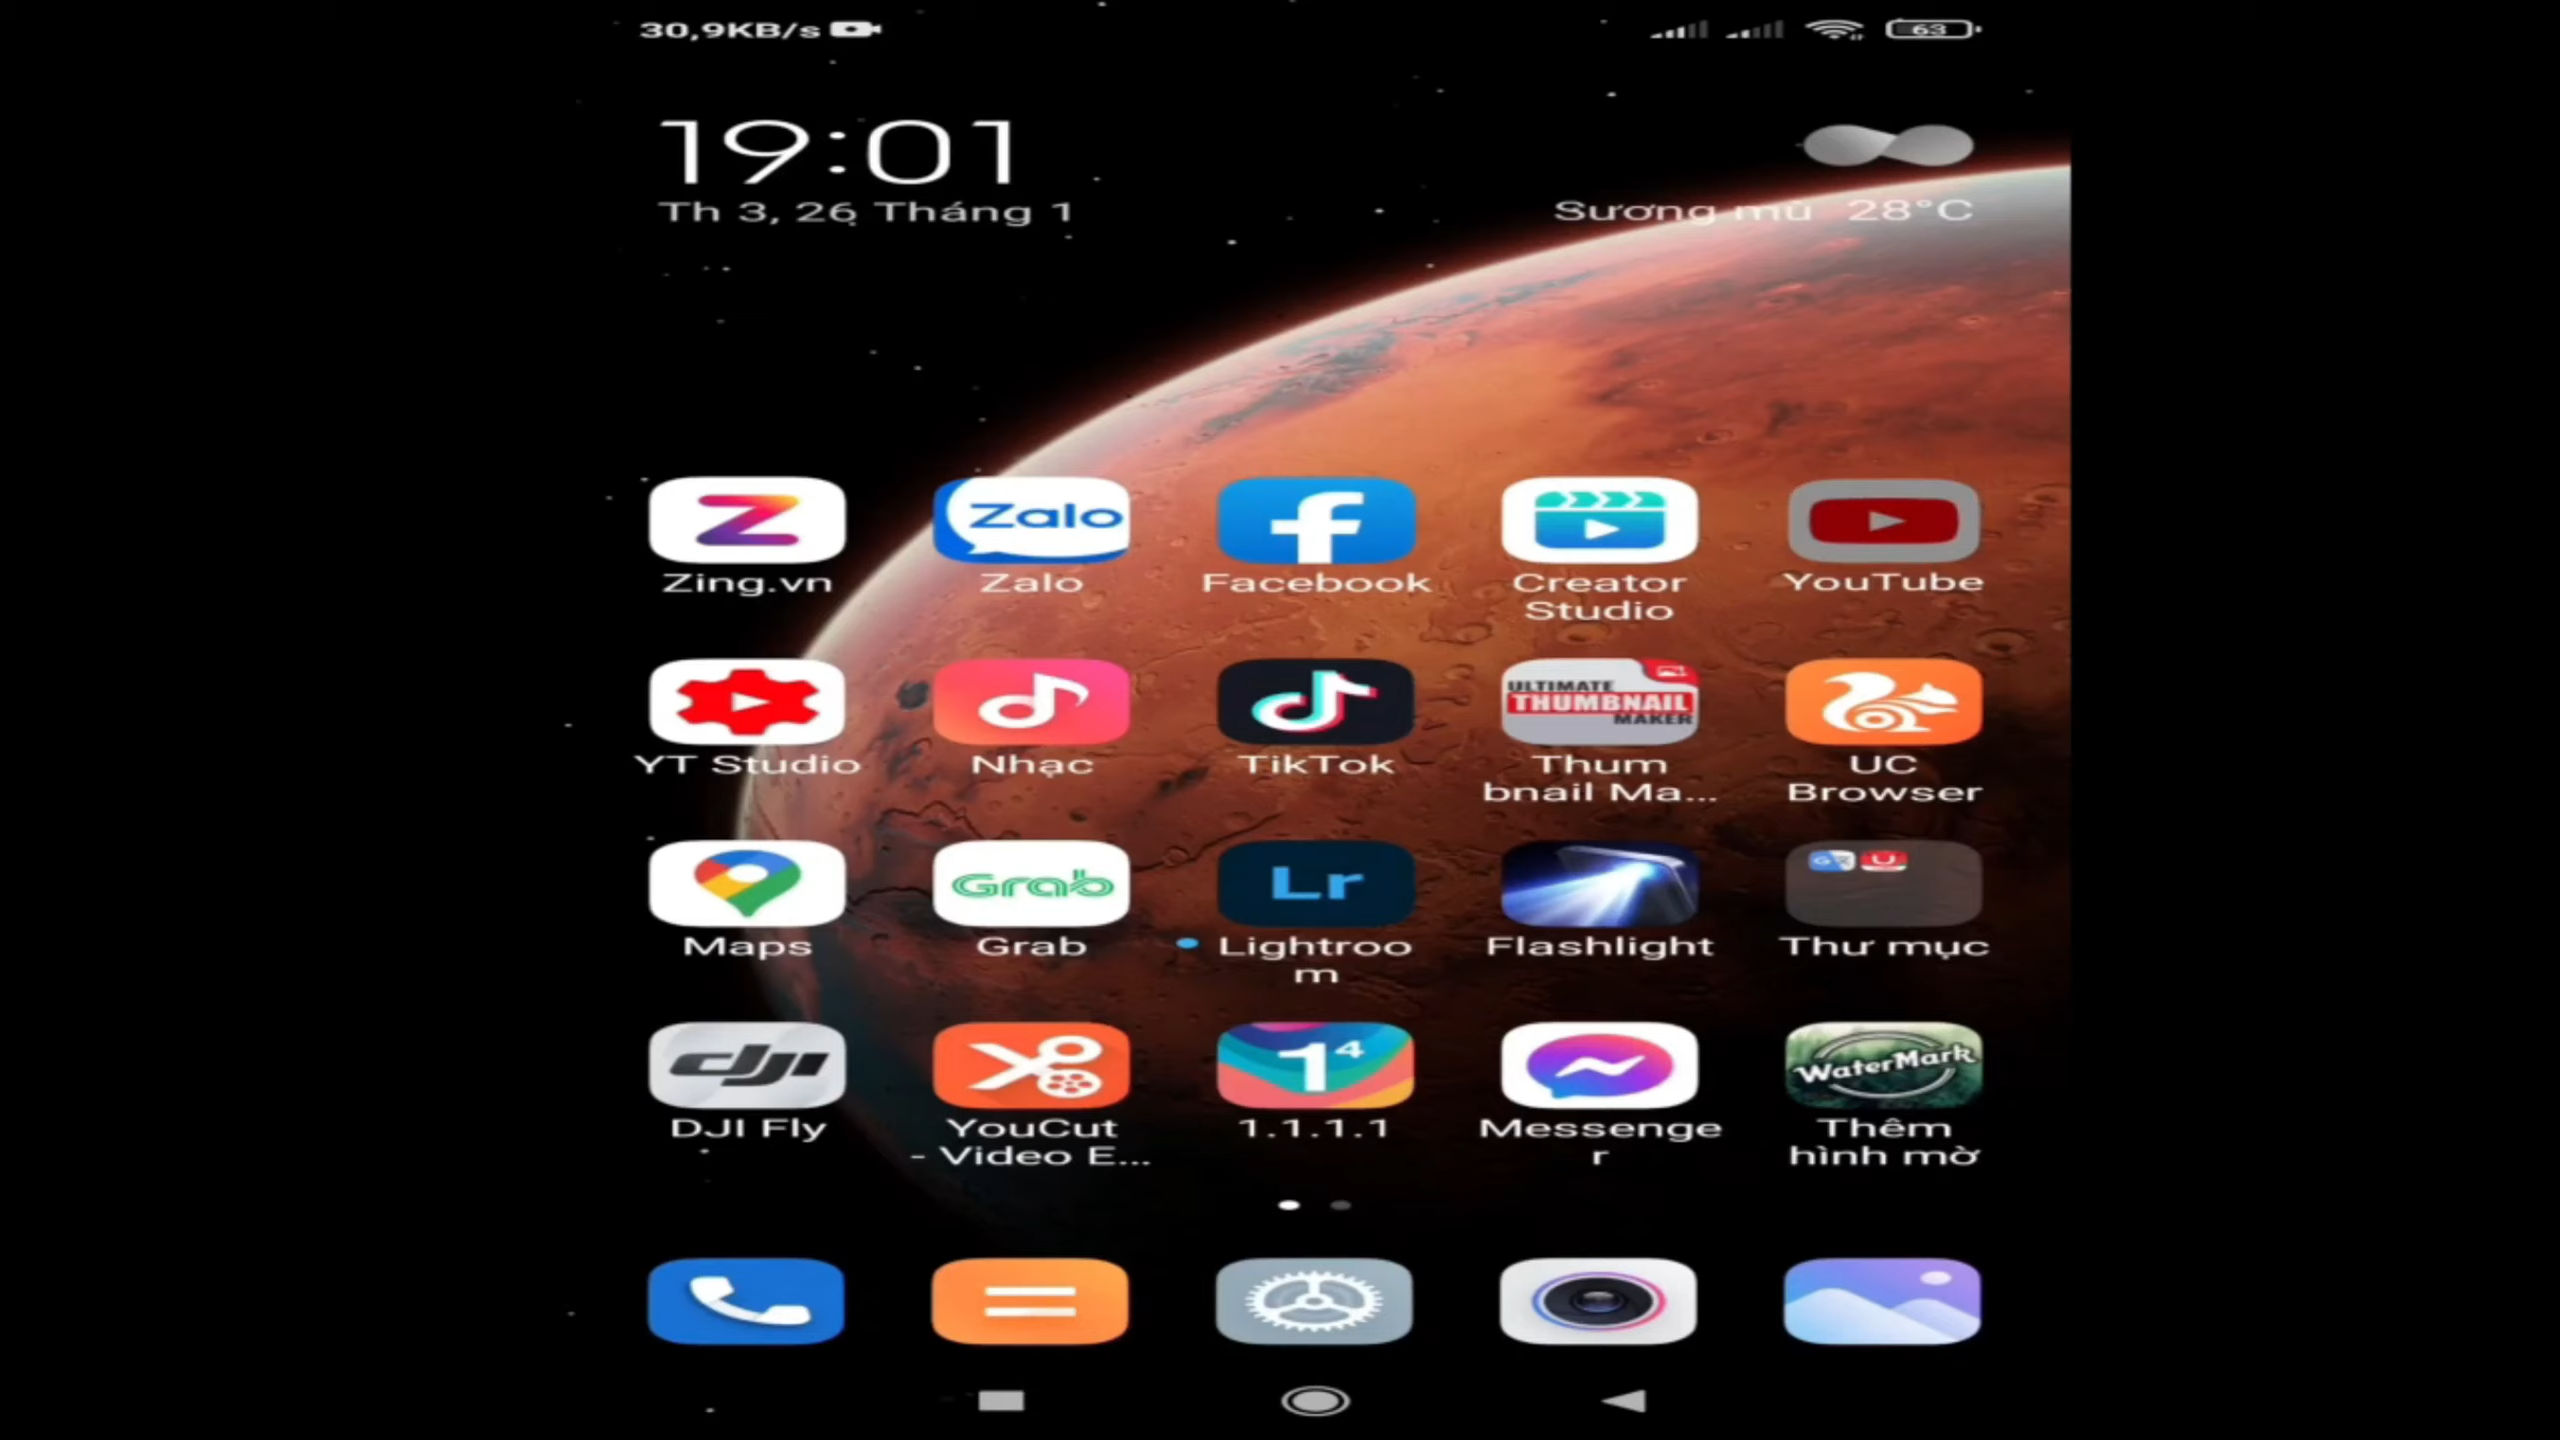 30,9KB/s
63
19:01
Th 3, 26 Tháng 1
Sương mù 28°C
Zalo
Zing.vn
Zalo
Facebook
Creator
Studio
YouTube
ULTIMATE
THUMBNAIL
MAKER
YT Studio
Nhạc
TikTok
Thum
bnail Ma...
UC
Browser
Grab
Lr
Maps
Grab
Lightroo
m
Flashlight
Thư mục
dji
1⁴
WaterMark
DJI Fly
YouCut
- Video E...
1.1.1.1
Messenge
r
Thêm
hình mờ